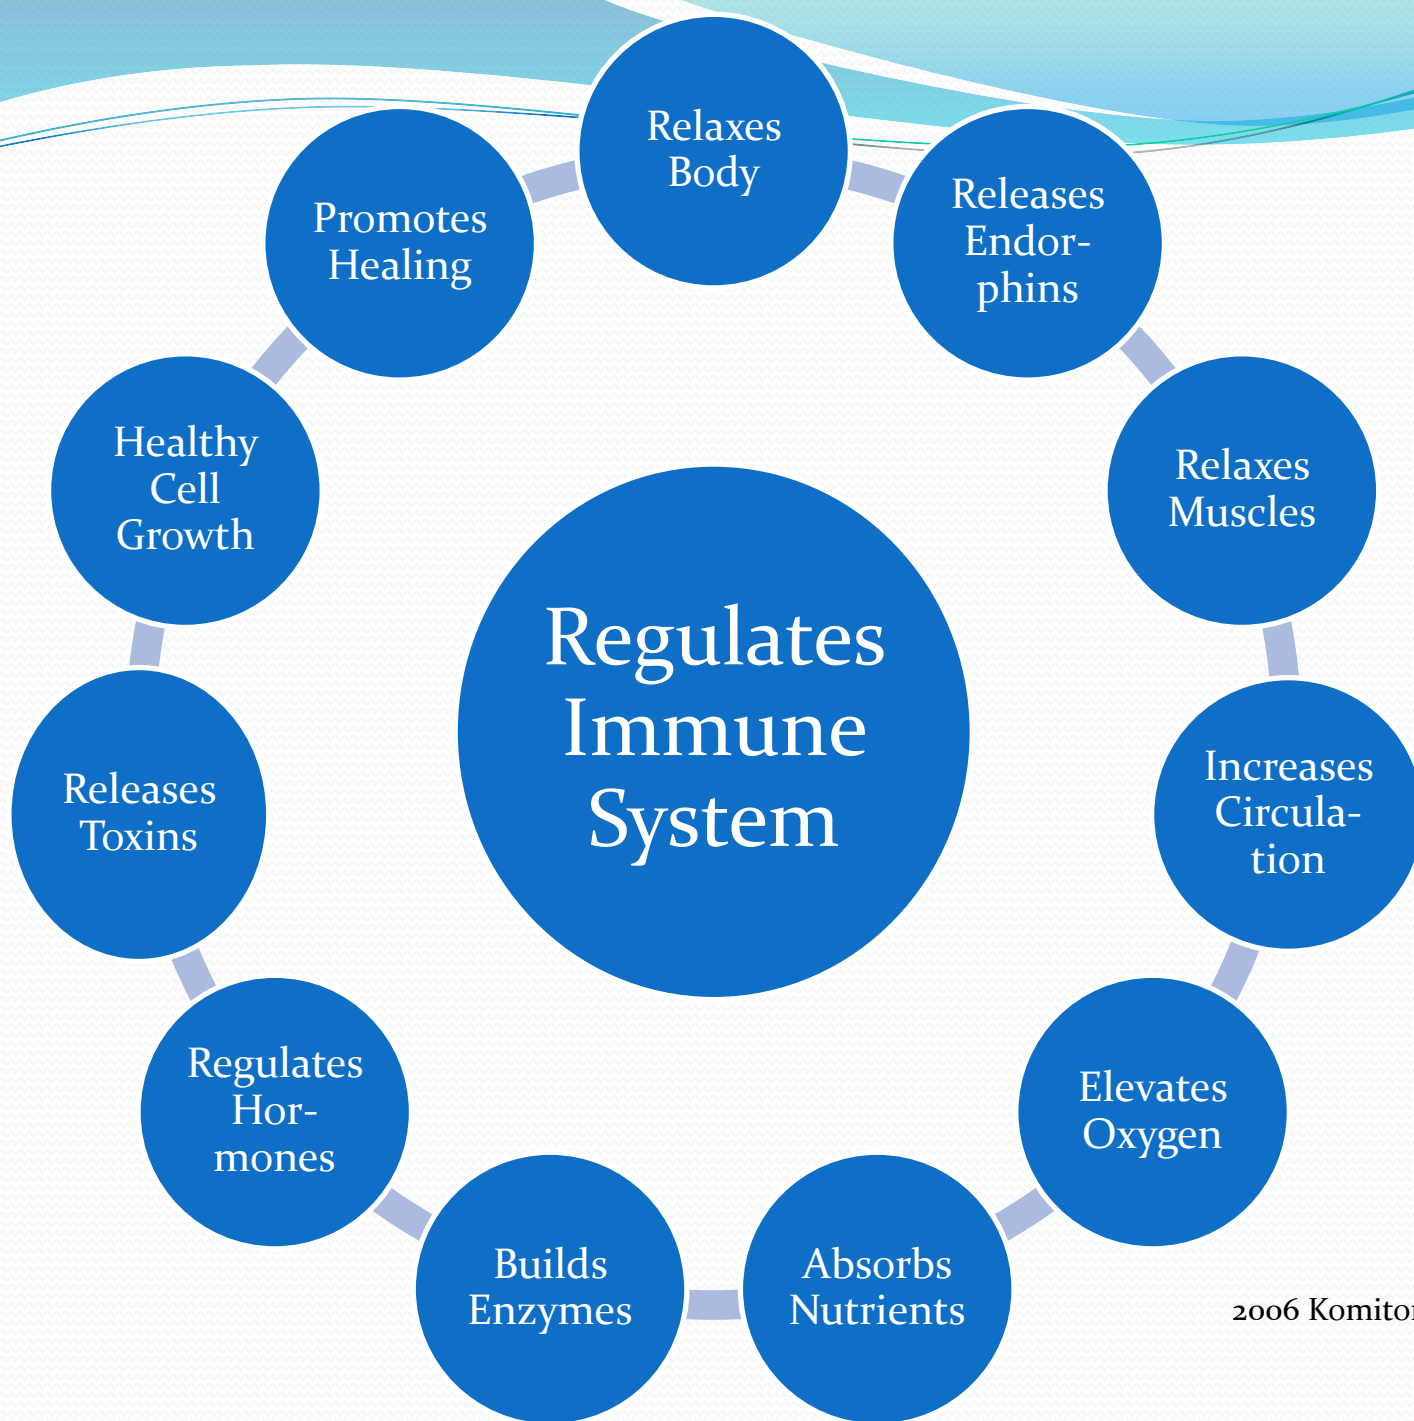 Relaxes
Body
Releases
Endor-
phins
Relaxes
Muscles
Increases
Circula-
tion
Elevates
Oxygen
Absorbs
Nutrients
Builds
Enzymes
Regulates
Hor-
mones
Releases
Toxins
Healthy
Cell
Growth
Promotes
Healing
Regulates
Immune
System
2006